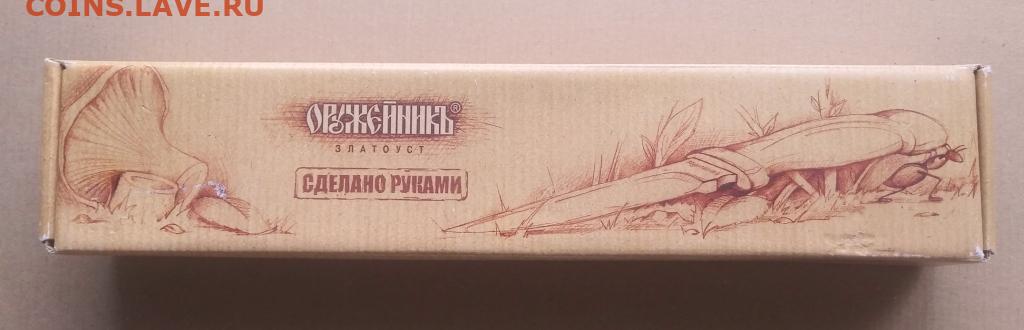 COINS.LAVE.RU
ОРУЖЕЙНИКЪ®
ЗЛАТОУСТ
СДЕЛАНО РУКАМИ